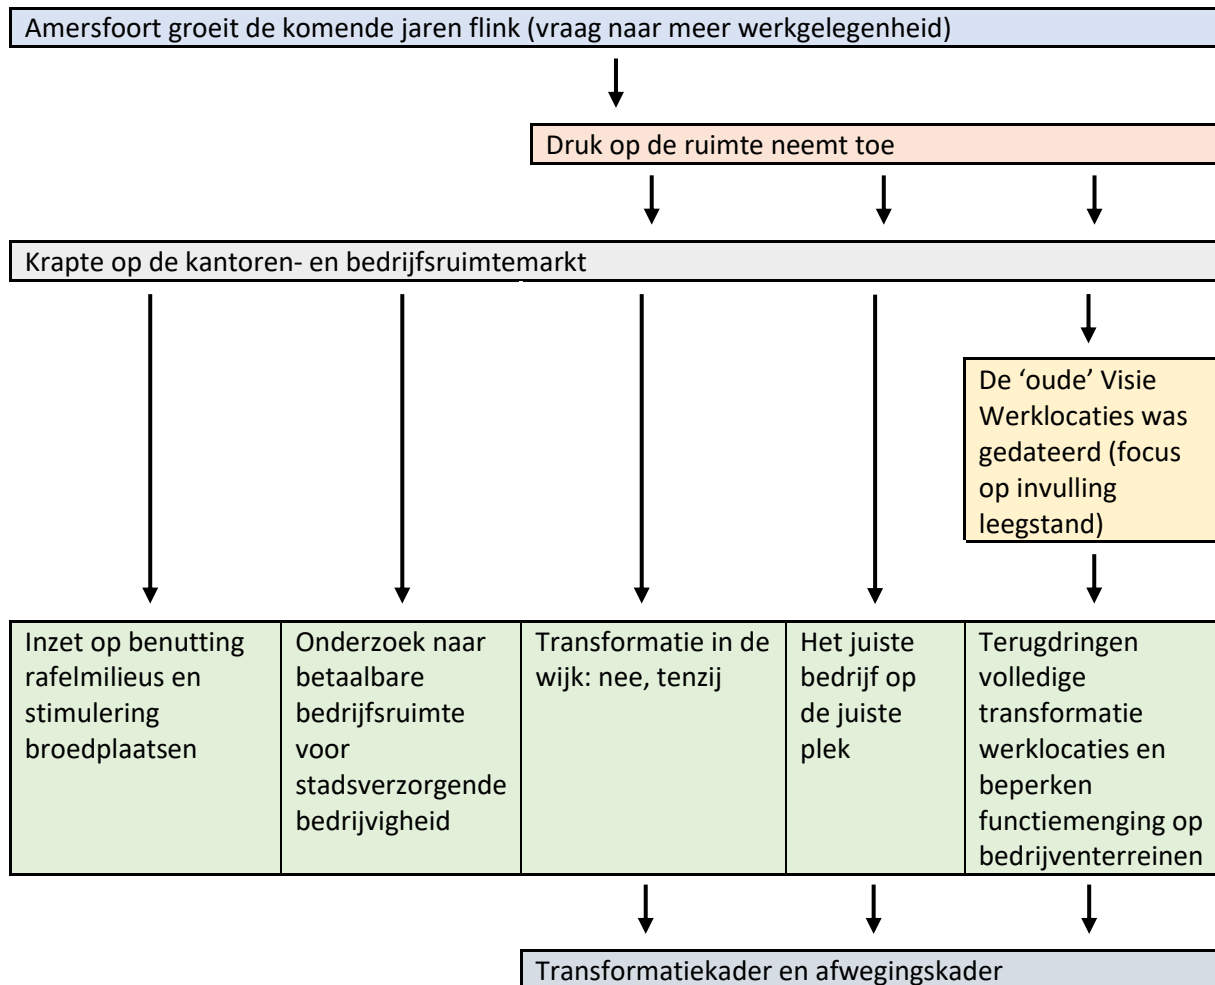 Amersfoort groeit de komende jaren flink (vraag naar meer werkgelegenheid)
Druk op de ruimte neemt toe
Krapte op de kantoren- en bedrijfsruimtemarkt
De ‘oude’ Visie
Werklocaties was
gedateerd (focus
op invulling
leegstand)
Inzet op benutting
rafelmilieus en
stimulering
broedplaatsen
Onderzoek naar
betaalbare
bedrijfsruimte
voor
stadsverzorgende
bedrijvigheid
Transformatie in de
wijk: nee, tenzij
Het juiste
bedrijf op
de juiste
plek
Terugdringen
volledige
transformatie
werklocaties en
beperken
functiemenging op
bedrijventerreinen
Transformatiekader en afwegingskader